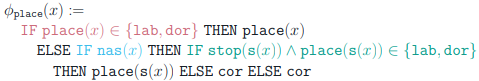 ϕplace(x) :=
IF place(x) ∈ {lab, dor} THEN place(x)
ELSE IF nas(x) THEN IF stop(s(x)) ∧ place(s(x)) ∈ {lab, dor}
THEN place(s(x)) ELSE cor ELSE cor